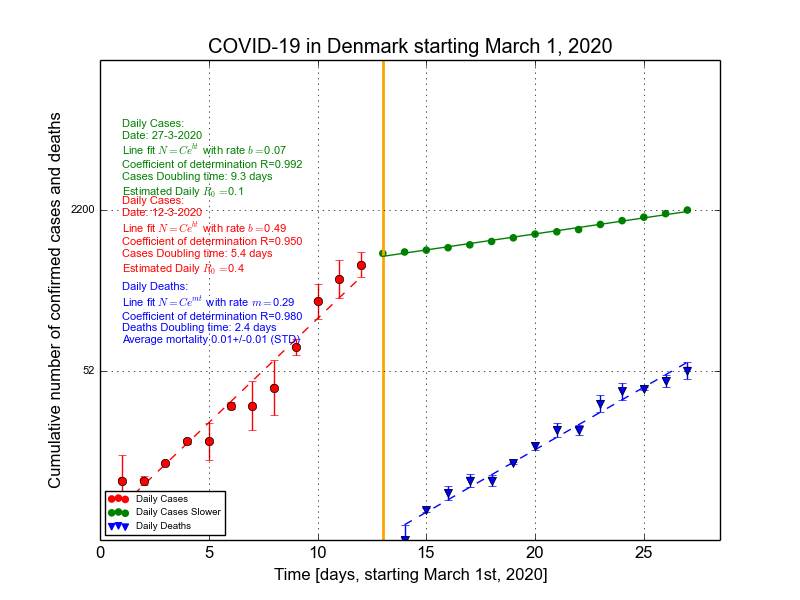 COVID-19 in Denmark starting March 1, 2020
Cumulative number of confirmed cases and deaths
Daily Cases:
Date: 27-3-2020
Line fit N = Ce^{bt} with rate b =0.07
Coefficient of determination R=0.992
Cases Doubling time: 9.3 days
Estimated Daily R_0 =0.1
Daily Cases:
Date: 12-3-2020
Line fit N = Ce^{bt} with rate b =0.49
Coefficient of determination R=0.950
Cases Doubling time: 5.4 days
Estimated Daily R_0 =0.4
Daily Deaths:
Line fit N = Ce^{mt} with rate m =0.29
Coefficient of determination R=0.980
Deaths Doubling time: 2.4 days
Average mortality 0.01+/-0.01 (STD)
2200
52
Daily Cases
Daily Cases Slower
Daily Deaths
0 5 10 15 20 25
Time [days, starting March 1st, 2020]